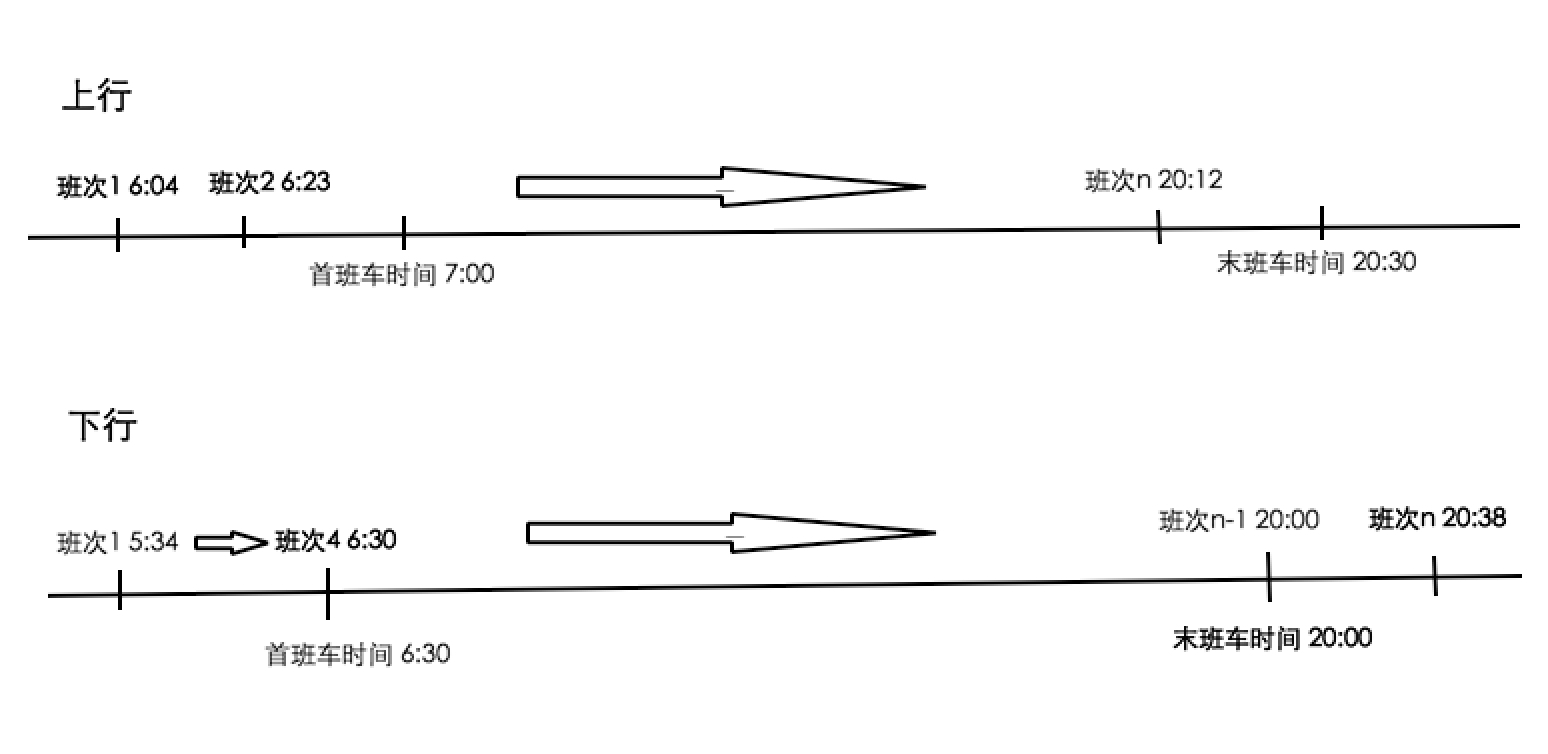 上行
班次1 6:04 班次2 6:23 班次n 20:12
首班车时间 7:00 末班车时间 20:30
下行
班次1 5:34 班次4 6:30 班次n-1 20:00 班次n 20:38
首班车时间 6:30 末班车时间 20:00